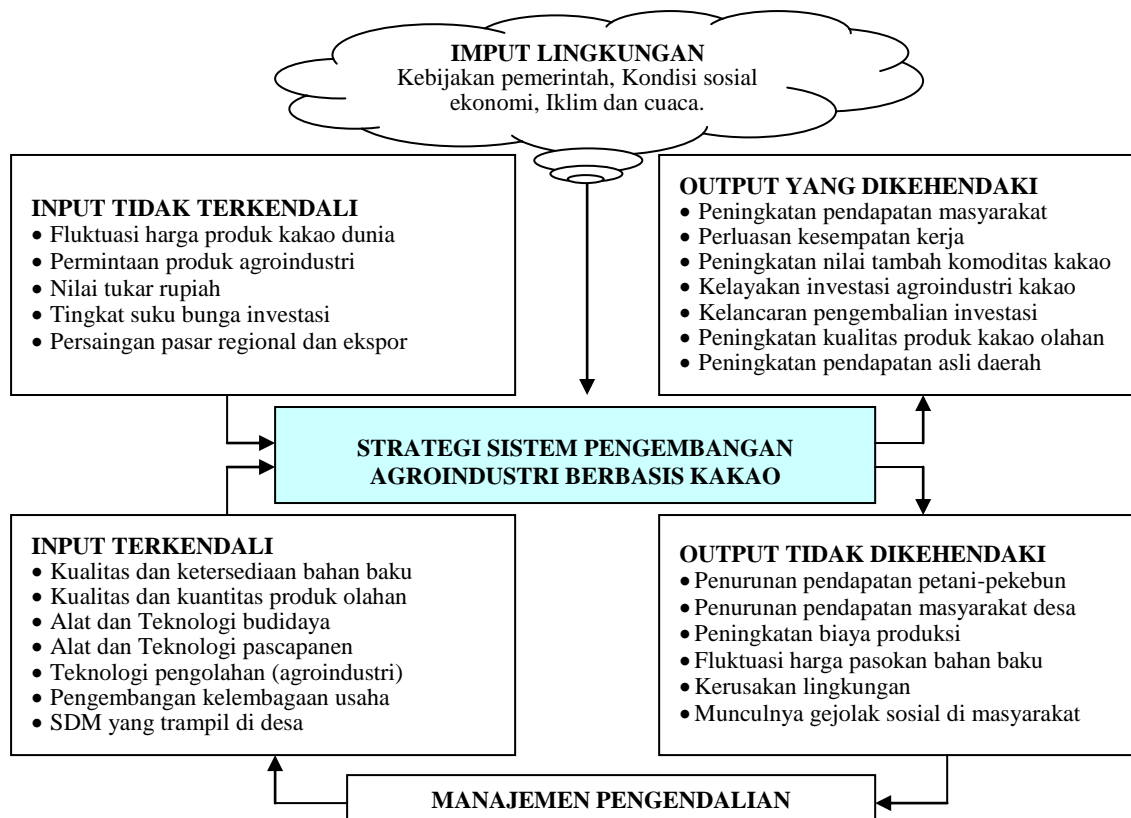 IMPUT LINGKUNGAN
Kebijakan pemerintah, Kondisi sosial
ekonomi, Iklim dan cuaca.
INPUT TIDAK TERKENDALI
• Fluktuasi harga produk kakao dunia
• Permintaan produk agroindustri
• Nilai tukar rupiah
• Tingkat suku bunga investasi
• Persaingan pasar regional dan ekspor
OUTPUT YANG DIKEHENDAKI
• Peningkatan pendapatan masyarakat
• Perluasan kesempatan kerja
• Peningkatan nilai tambah komoditas kakao
• Kelayakan investasi agroindustri kakao
• Kelancaran pengembalian investasi
• Peningkatan kualitas produk kakao olahan
• Peningkatan pendapatan asli daerah
STRATEGI SISTEM PENGEMBANGAN
AGROINDUSTRI BERBASIS KAKAO
INPUT TERKENDALI
• Kualitas dan ketersediaan bahan baku
• Kualitas dan kuantitas produk olahan
• Alat dan Teknologi budidaya
• Alat dan Teknologi pascapanen
• Teknologi pengolahan (agroindustri)
• Pengembangan kelembagaan usaha
• SDM yang trampil di desa
OUTPUT TIDAK DIKEHENDAKI
• Penurunan pendapatan petani-pekebun
• Penurunan pendapatan masyarakat desa
• Peningkatan biaya produksi
• Fluktuasi harga pasokan bahan baku
• Kerusakan lingkungan
• Munculnya gejolak sosial di masyarakat
MANAJEMEN PENGENDALIAN